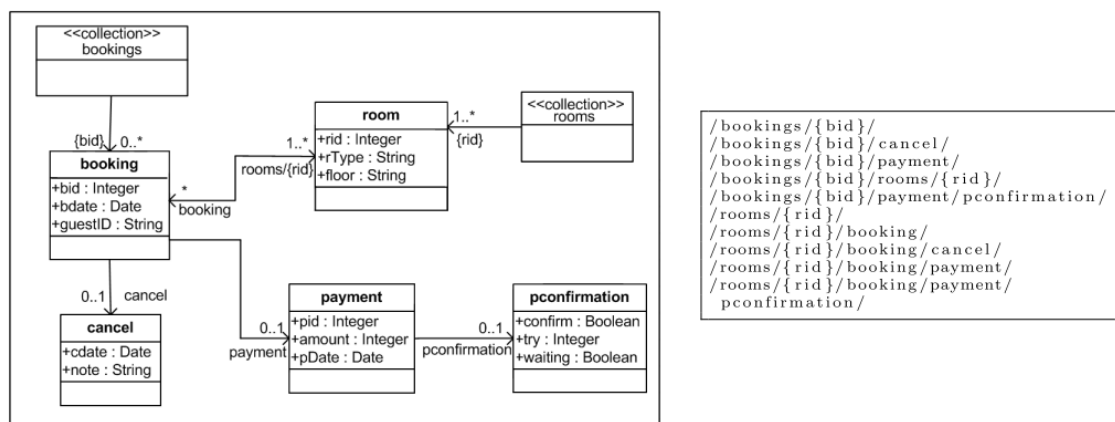 <<collection>>
bookings
{bid}
0..*
booking
+bid : Integer
+bdate : Date
+guestID : String
1..*
rooms/{rid}
*
booking
room
+rid : Integer
+rType : String
+floor : String
1..*
{rid}
<<collection>>
rooms
0..1
cancel
cancel
+cdate : Date
+note : String
0..1
payment
payment
+pid : Integer
+amount : Integer
+pDate : Date
0..1
pconfirmation
pconfirmation
+confirm : Boolean
+try : Integer
+waiting : Boolean
/bookings/{bid}/
/bookings/{bid}/cancel/
/bookings/{bid}/payment/
/bookings/{bid}/rooms/{rid}/
/bookings/{bid}/payment/pconfirmation/
/rooms/{rid}/
/rooms/{rid}/booking/
/rooms/{rid}/booking/cancel/
/rooms/{rid}/booking/payment/
/rooms/{rid}/booking/payment/
pconfirmation/